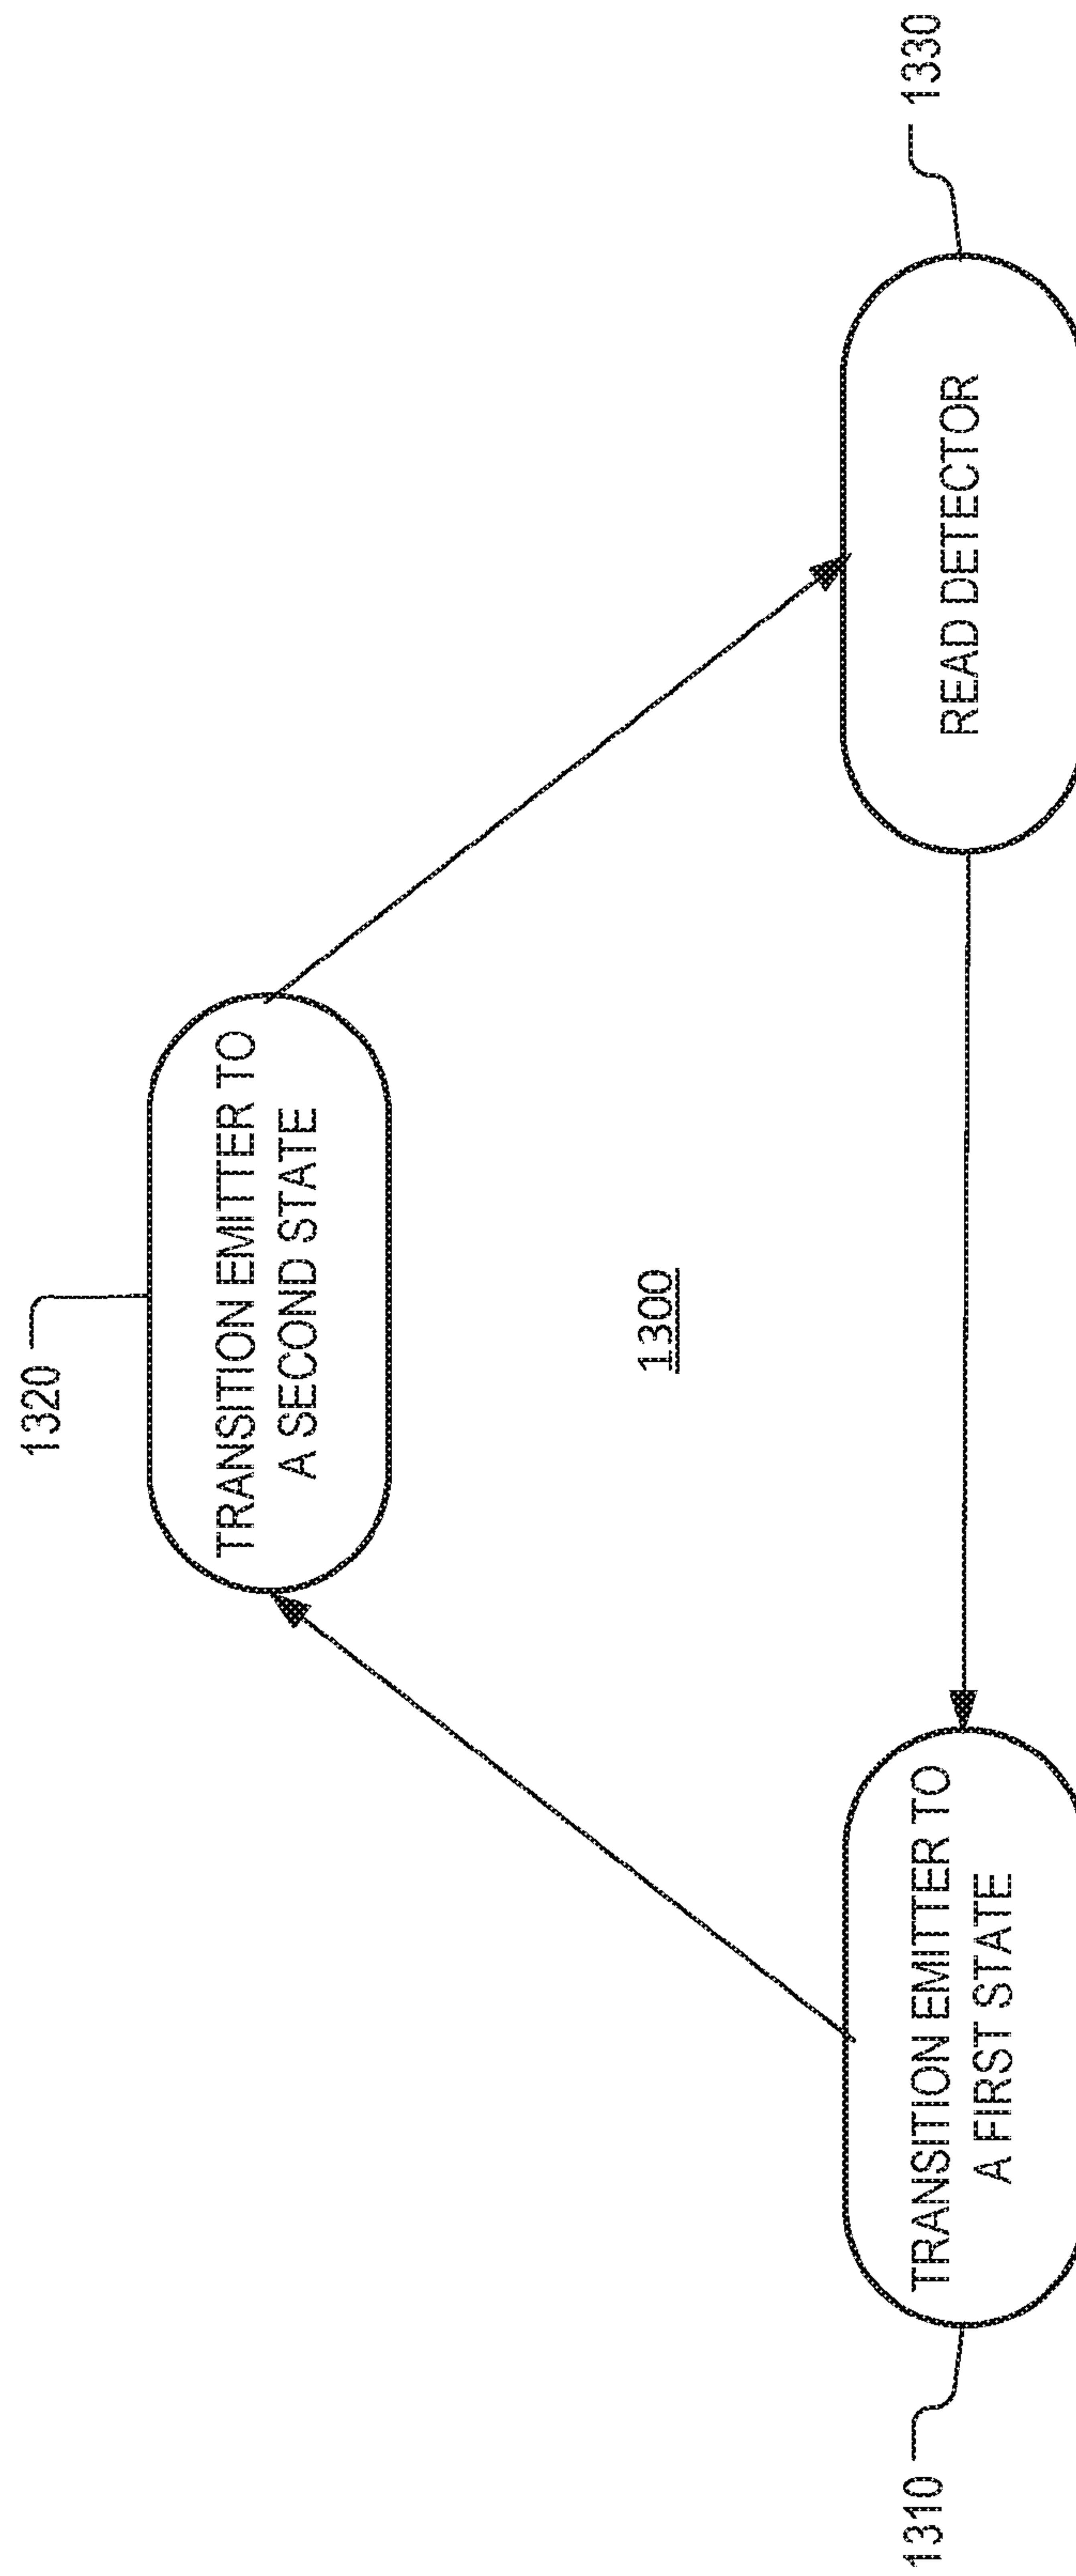 1320
TRANSITION EMITTER TO
A SECOND STATE
1300
1310
TRANSITION EMITTER TO
A FIRST STATE
READ DETECTOR
1330